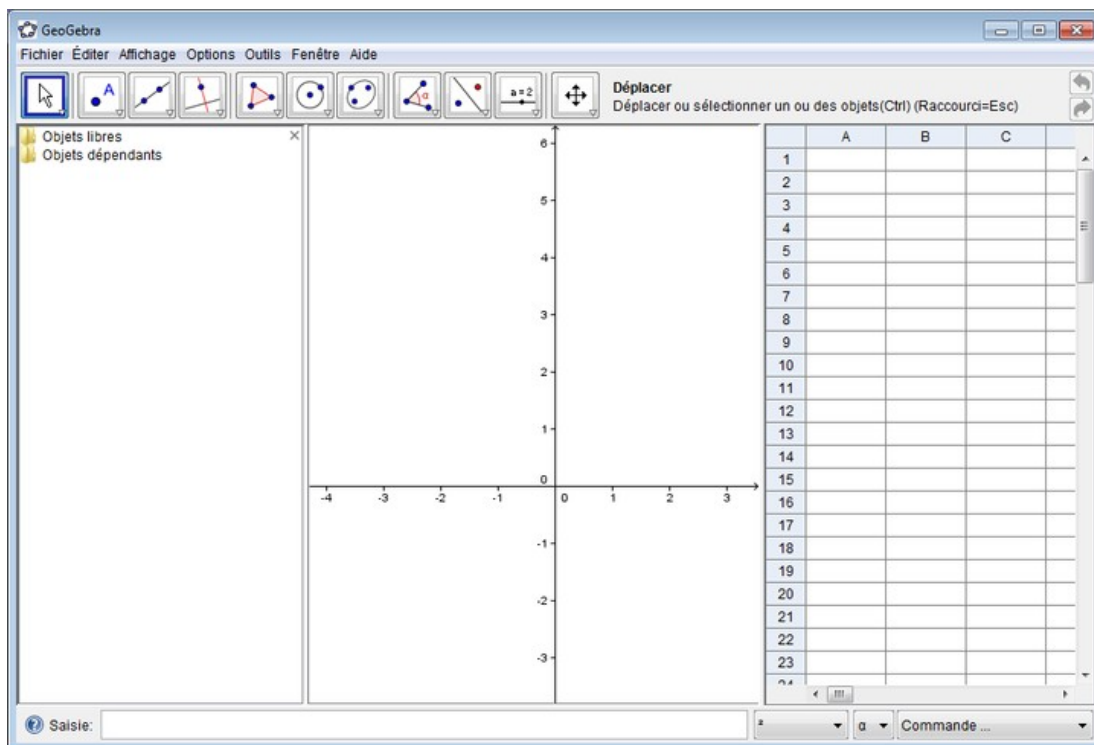 GeoGebra
Fichier Éditer Affichage Options Outils Fenêtre Aide
A
α
a = 2
Déplacer
Déplacer ou sélectionner un ou des objets(Ctrl) (Raccourci=Esc)
Objets libres
Objets dépendants
6
5
4
3
2
1
0
-4 -3 -2 -1 0 1 2 3
-1
-2
-3
A B C
1
2
3
4
5
6
7
8
9
10
11
12
13
14
15
16
17
18
19
20
21
22
23
24
Saisie: ² α Commande ...